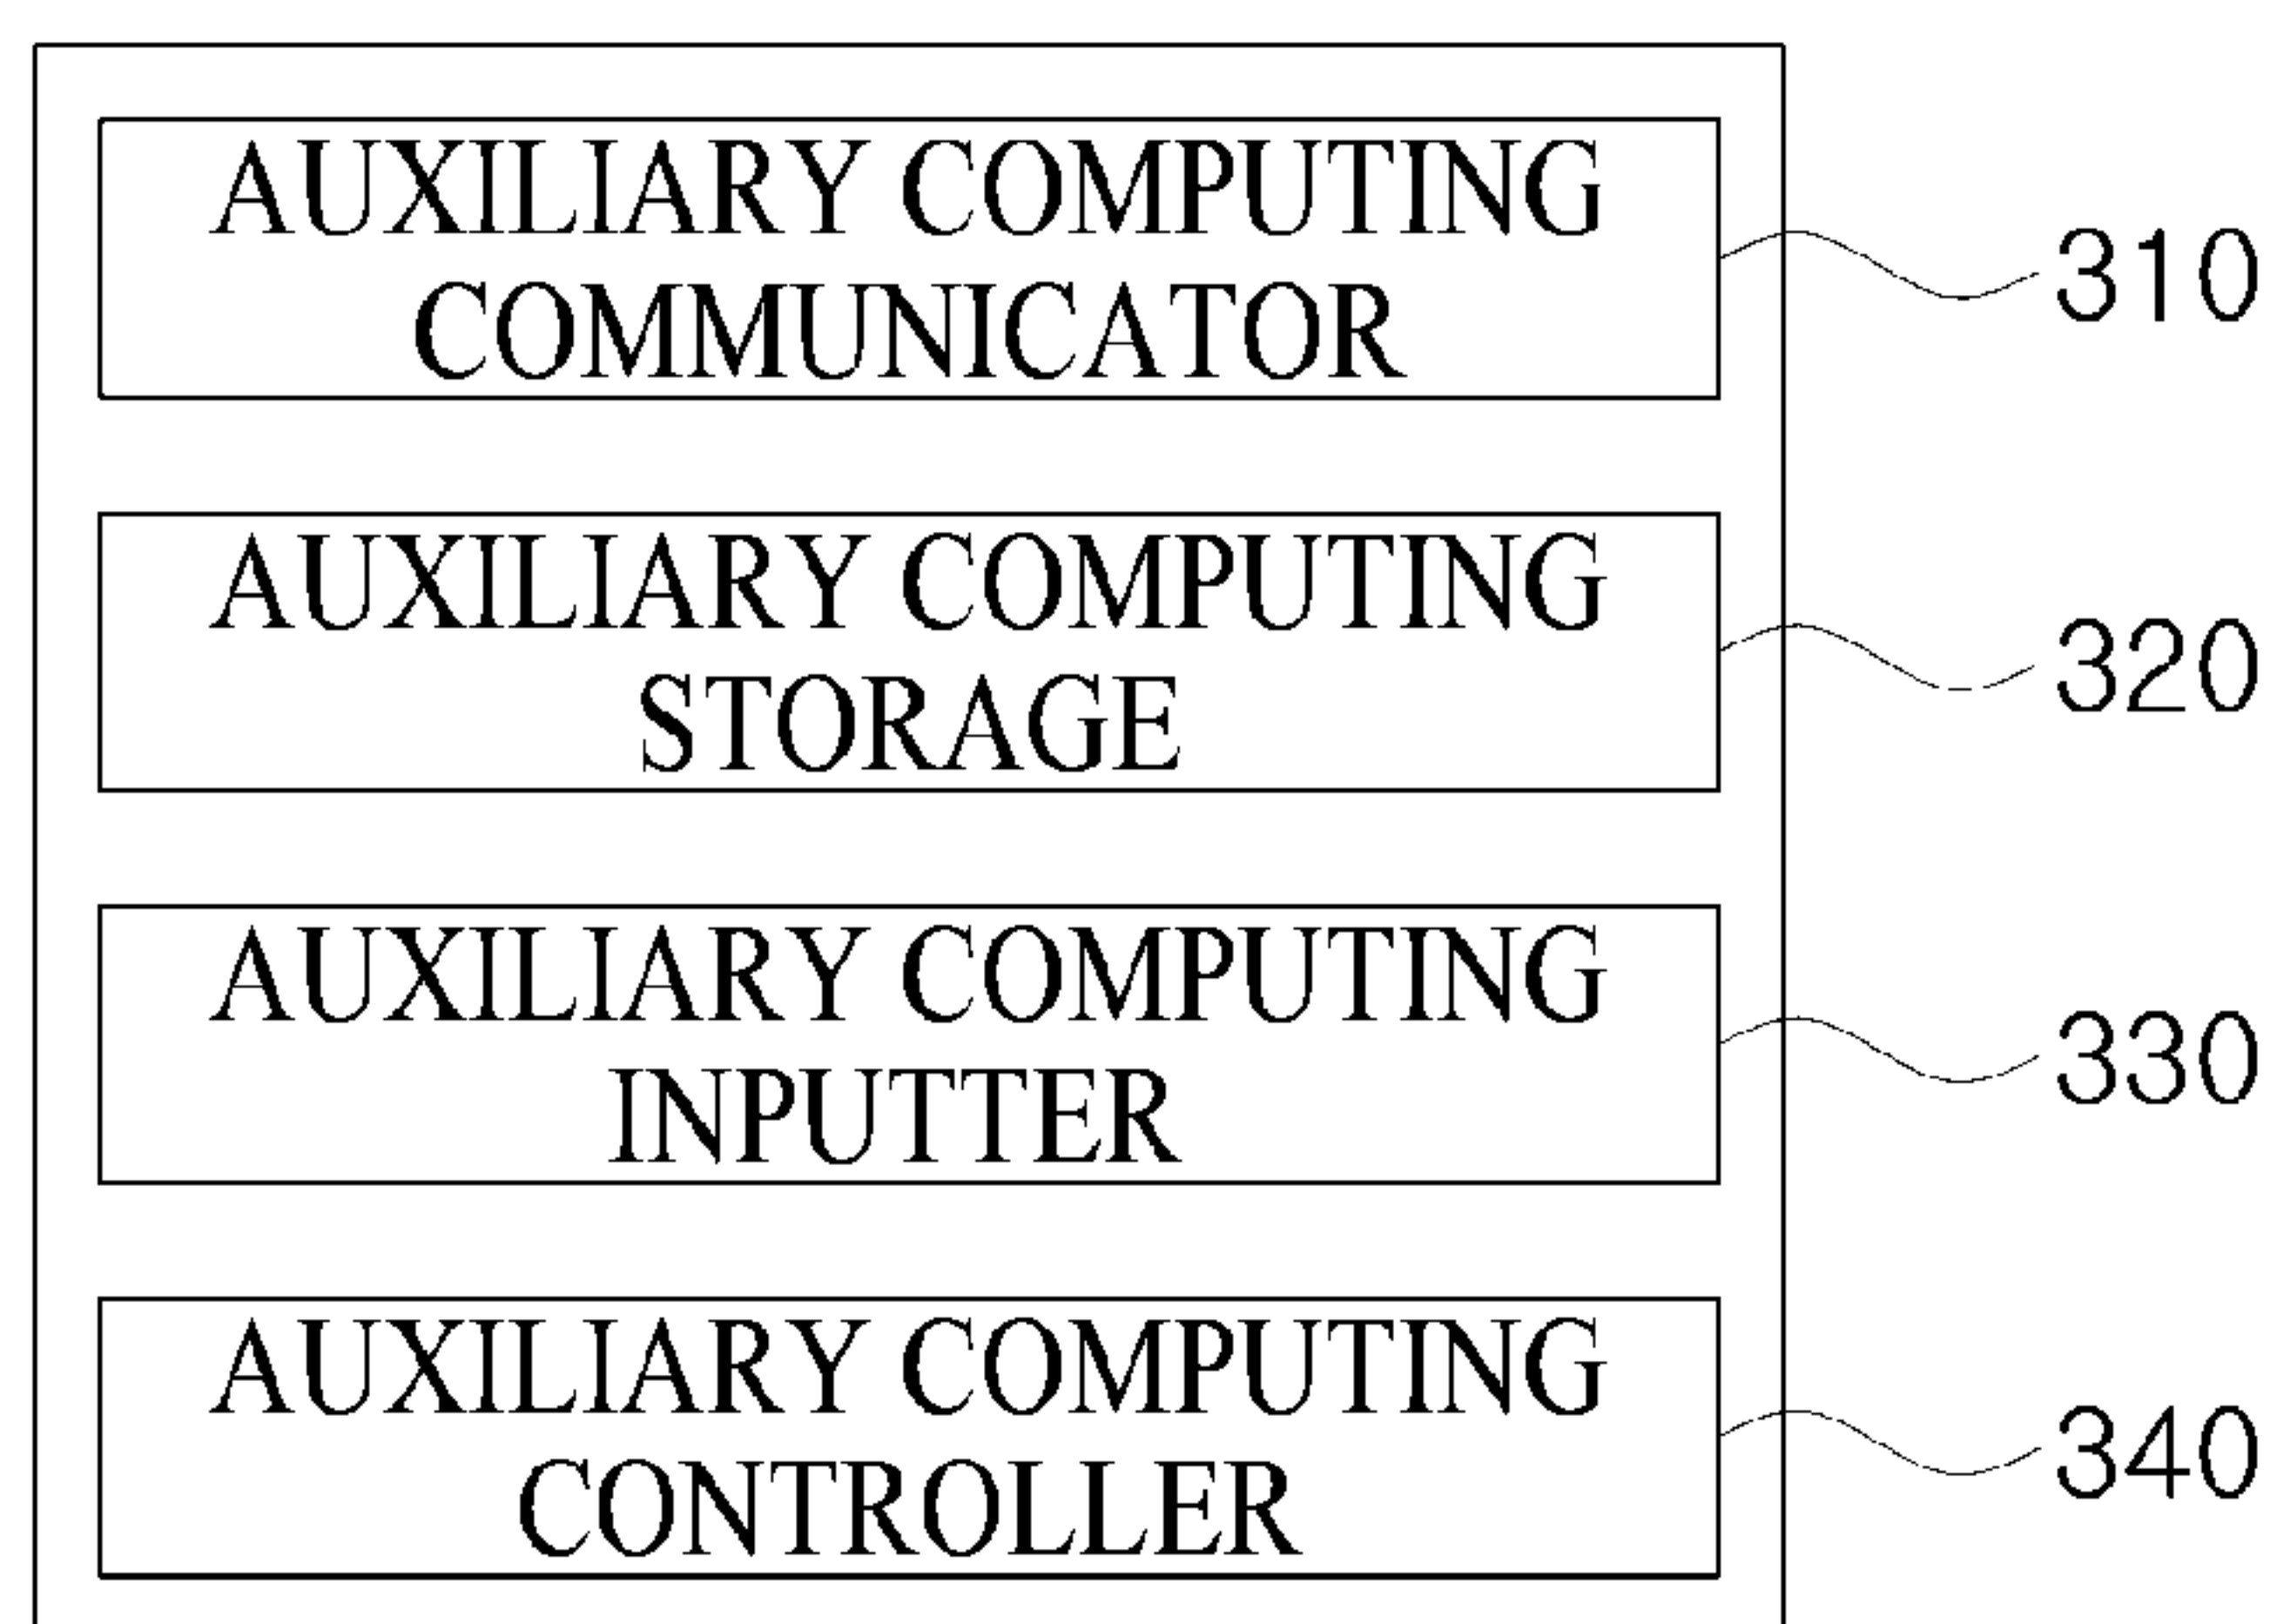 AUXILIARY COMPUTING
COMMUNICATOR
310
AUXILIARY COMPUTING
STORAGE
320
AUXILIARY COMPUTING
INPUTTER
330
AUXILIARY COMPUTING
CONTROLLER
340